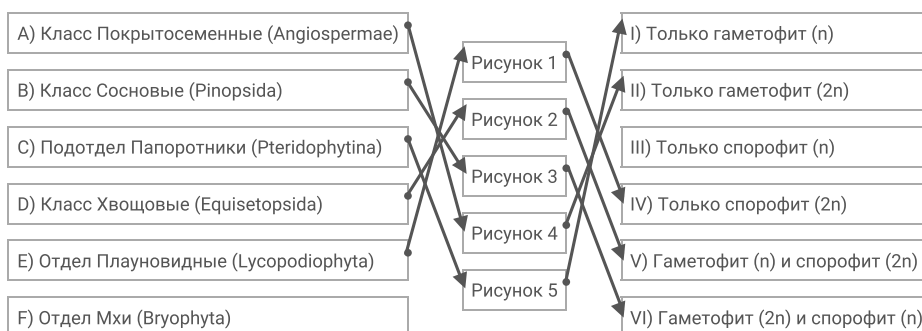 A) Класс Покрытосеменные (Angiospermae)
B) Класс Сосновые (Pinopsida)
C) Подотдел Папоротники (Pteridophytina)
D) Класс Хвощовые (Equisetopsida)
E) Отдел Плауновидные (Lycopodiophyta)
F) Отдел Мхи (Bryophyta)
Рисунок 1
Рисунок 2
Рисунок 3
Рисунок 4
Рисунок 5
I) Только гаметофит (n)
II) Только гаметофит (2n)
III) Только спорофит (n)
IV) Только спорофит (2n)
V) Гаметофит (n) и спорофит (2n)
VI) Гаметофит (2n) и спорофит (n)